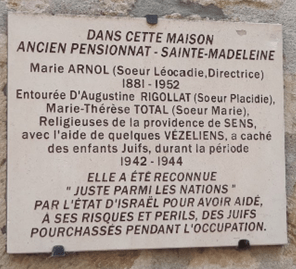 DANS CETTE MAISON
ANCIEN PENSIONNAT - SAINTE-MADELEINE
Marie ARNOL (Soeur Léocadie, Directrice)
1881 - 1952
Entourée D'Augustine RIGOLLAT (Soeur Placidie),
Marie-Thérèse TOTAL (Soeur Marie),
Religieuses de la providence de SENS,
avec l'aide de quelques VÉZELIENS, a caché
des enfants Juifs, durant la période
1942 - 1944
ELLE A ÉTÉ RECONNUE
" JUSTE PARMI LES NATIONS "
PAR L'ÉTAT D'ISRAËL POUR AVOIR AIDÉ,
À SES RISQUES ET PERILS, DES JUIFS
POURCHASSÉS PENDANT L'OCCUPATION.